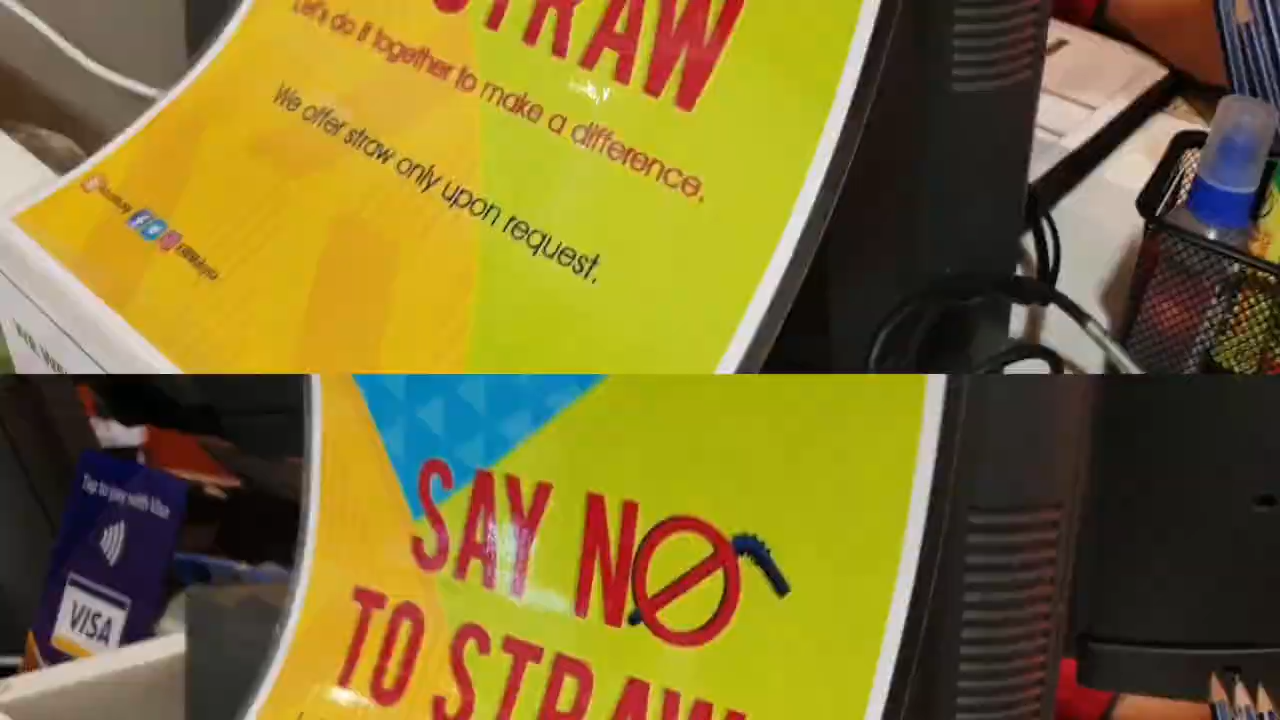 STRAW
Let's do it together to make a difference.
We offer straw only upon request.
Tap to pay with Visa
VISA
SAY NO
TO STRAW